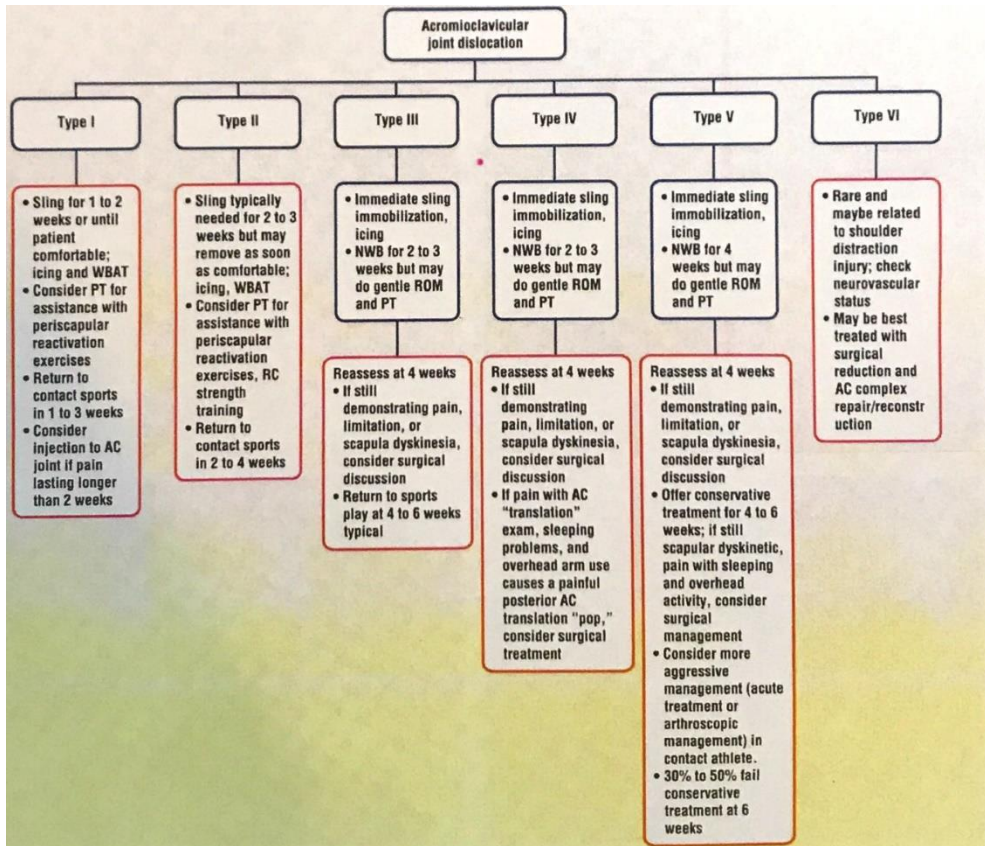 Acromioclavicular
joint dislocation
Type I
Type II
Type III
Type IV
Type V
Type VI
• Sling for 1 to 2
weeks or until
patient
comfortable;
icing and WBAT
• Consider PT for
assistance with
periscapular
reactivation
exercises
• Return to
contact sports
in 1 to 3 weeks
• Consider
injection to AC
joint if pain
lasting longer
than 2 weeks
• Sling typically
needed for 2 to 3
weeks but may
remove as soon
as comfortable;
icing, WBAT
• Consider PT for
assistance with
periscapular
reactivation
exercises, RC
strength
training
• Return to
contact sports
in 2 to 4 weeks
• Immediate sling
immobilization,
icing
• NWB for 2 to 3
weeks but may
do gentle ROM
and PT
Reassess at 4 weeks
• If still
demonstrating pain,
limitation, or
scapula dyskinesia,
consider surgical
discussion
• Return to sports
play at 4 to 6 weeks
typical
• Immediate sling
immobilization,
icing
• NWB for 2 to 3
weeks but may
do gentle ROM
and PT
Reassess at 4 weeks
• If still
demonstrating
pain, limitation, or
scapula dyskinesia,
consider surgical
discussion
• If pain with AC
"translation"
exam, sleeping
problems, and
overhead arm use
causes a painful
posterior AC
translation "pop,"
consider surgical
treatment
• Immediate sling
immobilization,
icing
• NWB for 4
weeks but may
do gentle ROM
and PT
Reassess at 4 weeks
• If still
demonstrating pain,
limitation, or
scapula dyskinesia,
consider surgical
discussion
• Offer conservative
treatment for 4 to 6
weeks; if still
scapular dyskinetic,
pain with sleeping
and overhead
activity, consider
surgical
management
• Consider more
aggressive
management (acute
treatment or
arthroscopic
management) in
contact athlete.
• 30% to 50% fail
conservative
treatment at 6
weeks
• Rare and
maybe related
to shoulder
distraction
injury; check
neurovascular
status
• May be best
treated with
surgical
reduction and
AC complex
repair/reconstr
uction